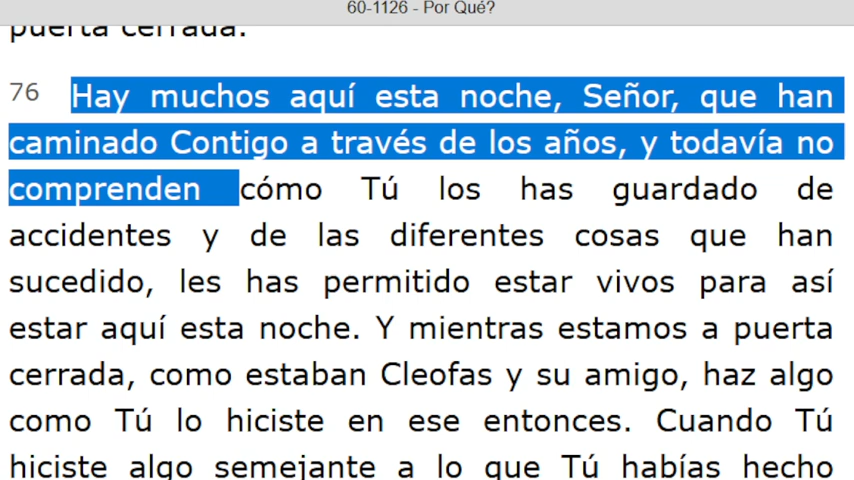 60-1126 - Por Qué?
puerta cerrada.
76 Hay muchos aquí esta noche, Señor, que han
caminado Contigo a través de los años, y todavía no
comprenden cómo Tú los has guardado de
accidentes y de las diferentes cosas que han
sucedido, les has permitido estar vivos para así
estar aquí esta noche. Y mientras estamos a puerta
cerrada, como estaban Cleofas y su amigo, haz algo
como Tú lo hiciste en ese entonces. Cuando Tú
hiciste algo semejante a lo que Tú habías hecho